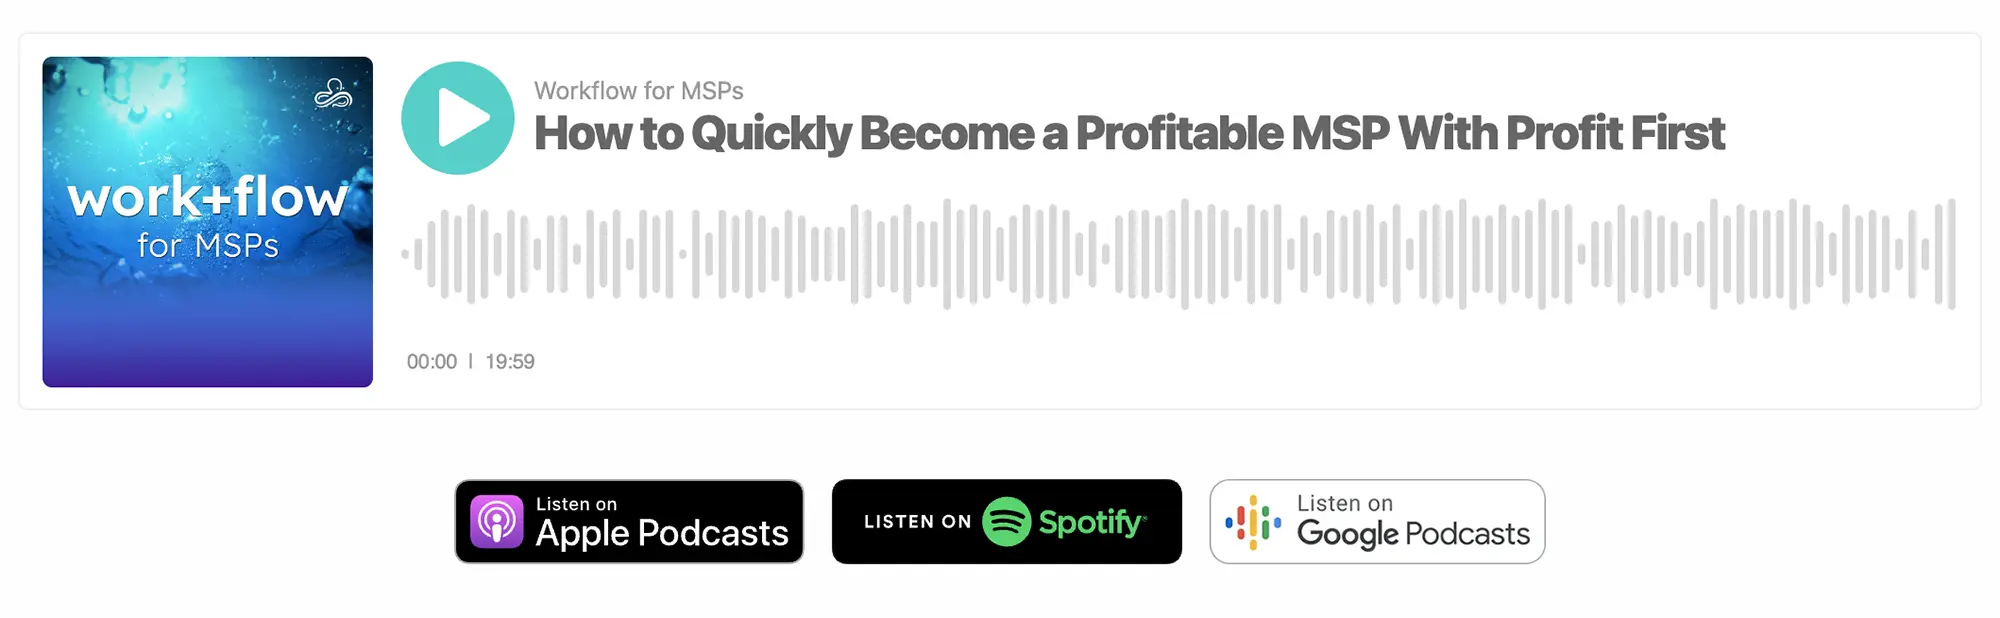 work+flow
for MSPs
Workflow for MSPs
How to Quickly Become a Profitable MSP With Profit First
00:00 | 19:59
Listen on
Apple Podcasts
LISTEN ON Spotify
Listen on
Google Podcasts